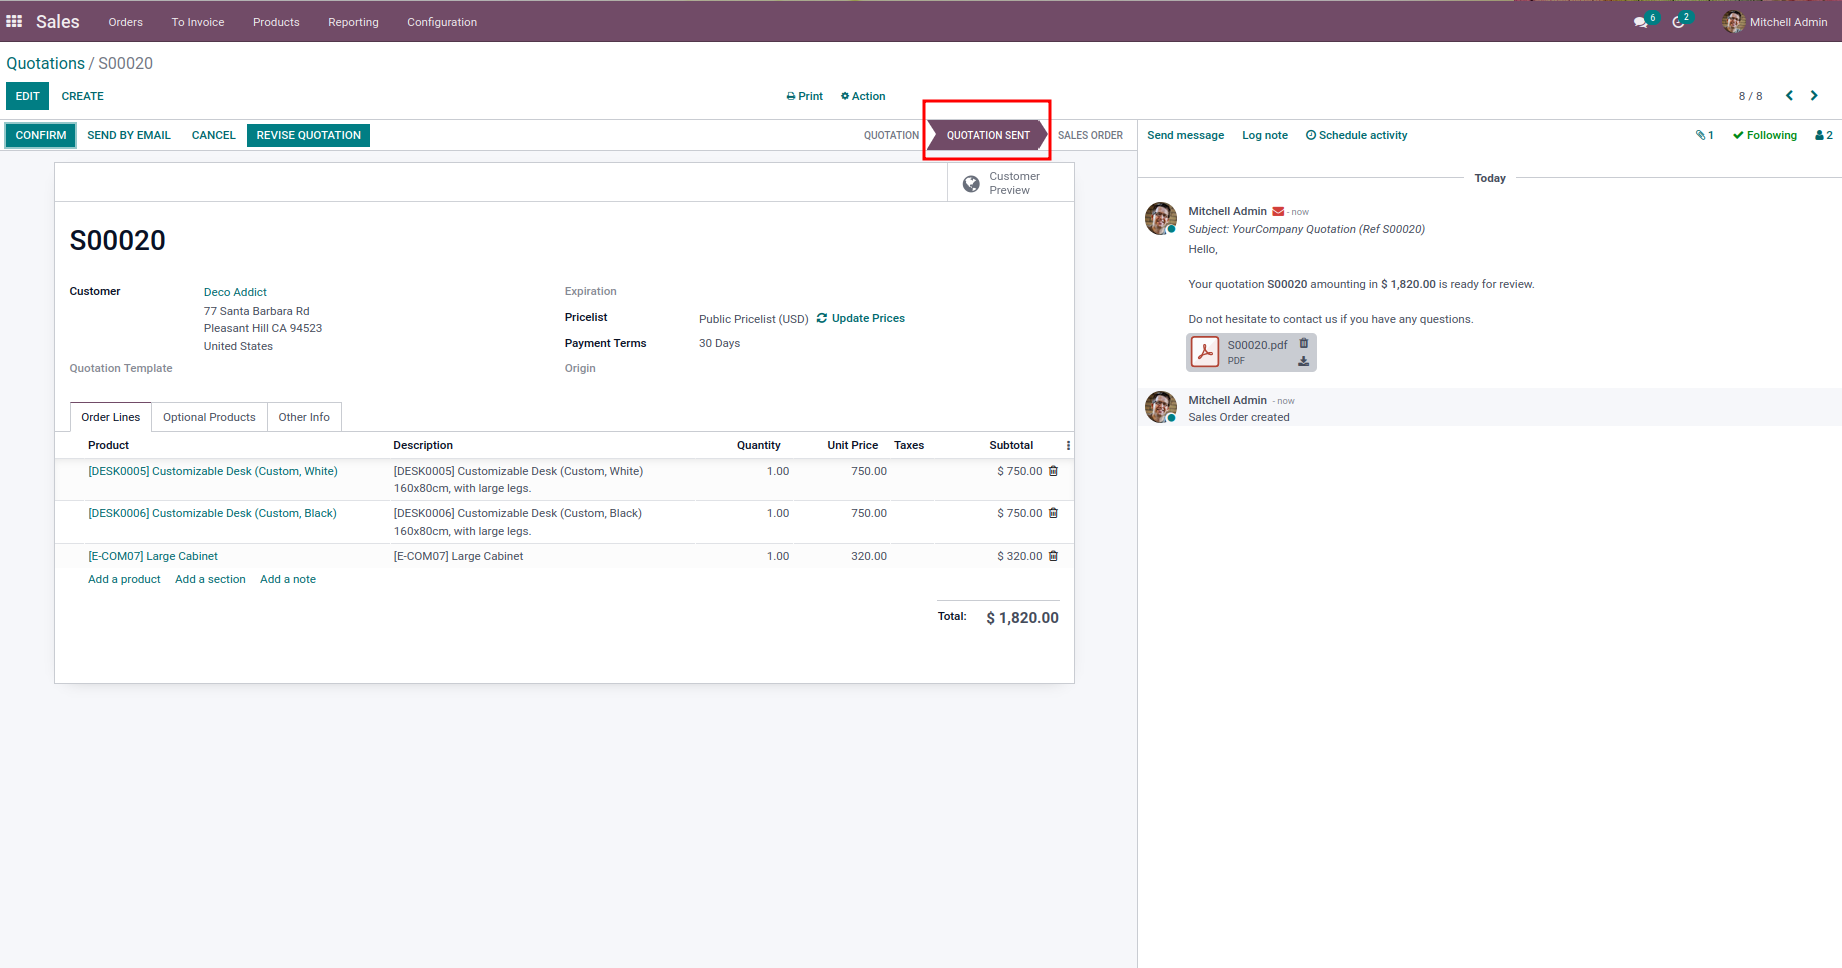 Sales Orders To Invoice Products Reporting Configuration 6 2 Mitchell Admin
Quotations / S00020
EDIT CREATE Print Action 8 / 8
CONFIRM SEND BY EMAIL CANCEL REVISE QUOTATION QUOTATION QUOTATION SENT SALES ORDER
Customer
Preview
S00020
Customer Deco Addict
77 Santa Barbara Rd
Pleasant Hill CA 94523
United States
Quotation Template
Expiration
Pricelist Public Pricelist (USD) Update Prices
Payment Terms 30 Days
Origin
Order Lines Optional Products Other Info
Product Description Quantity Unit Price Taxes Subtotal
[DESK0005] Customizable Desk (Custom, White) [DESK0005] Customizable Desk (Custom, White) 1.00 750.00 $ 750.00
160x80cm, with large legs.
[DESK0006] Customizable Desk (Custom, Black) [DESK0006] Customizable Desk (Custom, Black) 1.00 750.00 $ 750.00
160x80cm, with large legs.
[E-COM07] Large Cabinet [E-COM07] Large Cabinet 1.00 320.00 $ 320.00
Add a product Add a section Add a note
Total: $ 1,820.00
Send message Log note Schedule activity 1 Following 2
Today
Mitchell Admin - now
Subject: YourCompany Quotation (Ref S00020)
Hello,
Your quotation S00020 amounting in $ 1,820.00 is ready for review.
Do not hesitate to contact us if you have any questions.
S00020.pdf
PDF
Mitchell Admin - now
Sales Order created